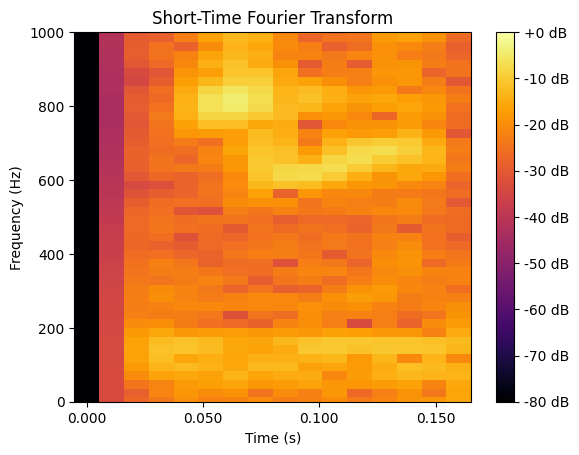 Short-Time Fourier Transform
1000
800
600
400
200
0
Frequency (Hz)
0.000
0.050
0.100
0.150
Time (s)
+0 dB
-10 dB
-20 dB
-30 dB
-40 dB
-50 dB
-60 dB
-70 dB
-80 dB